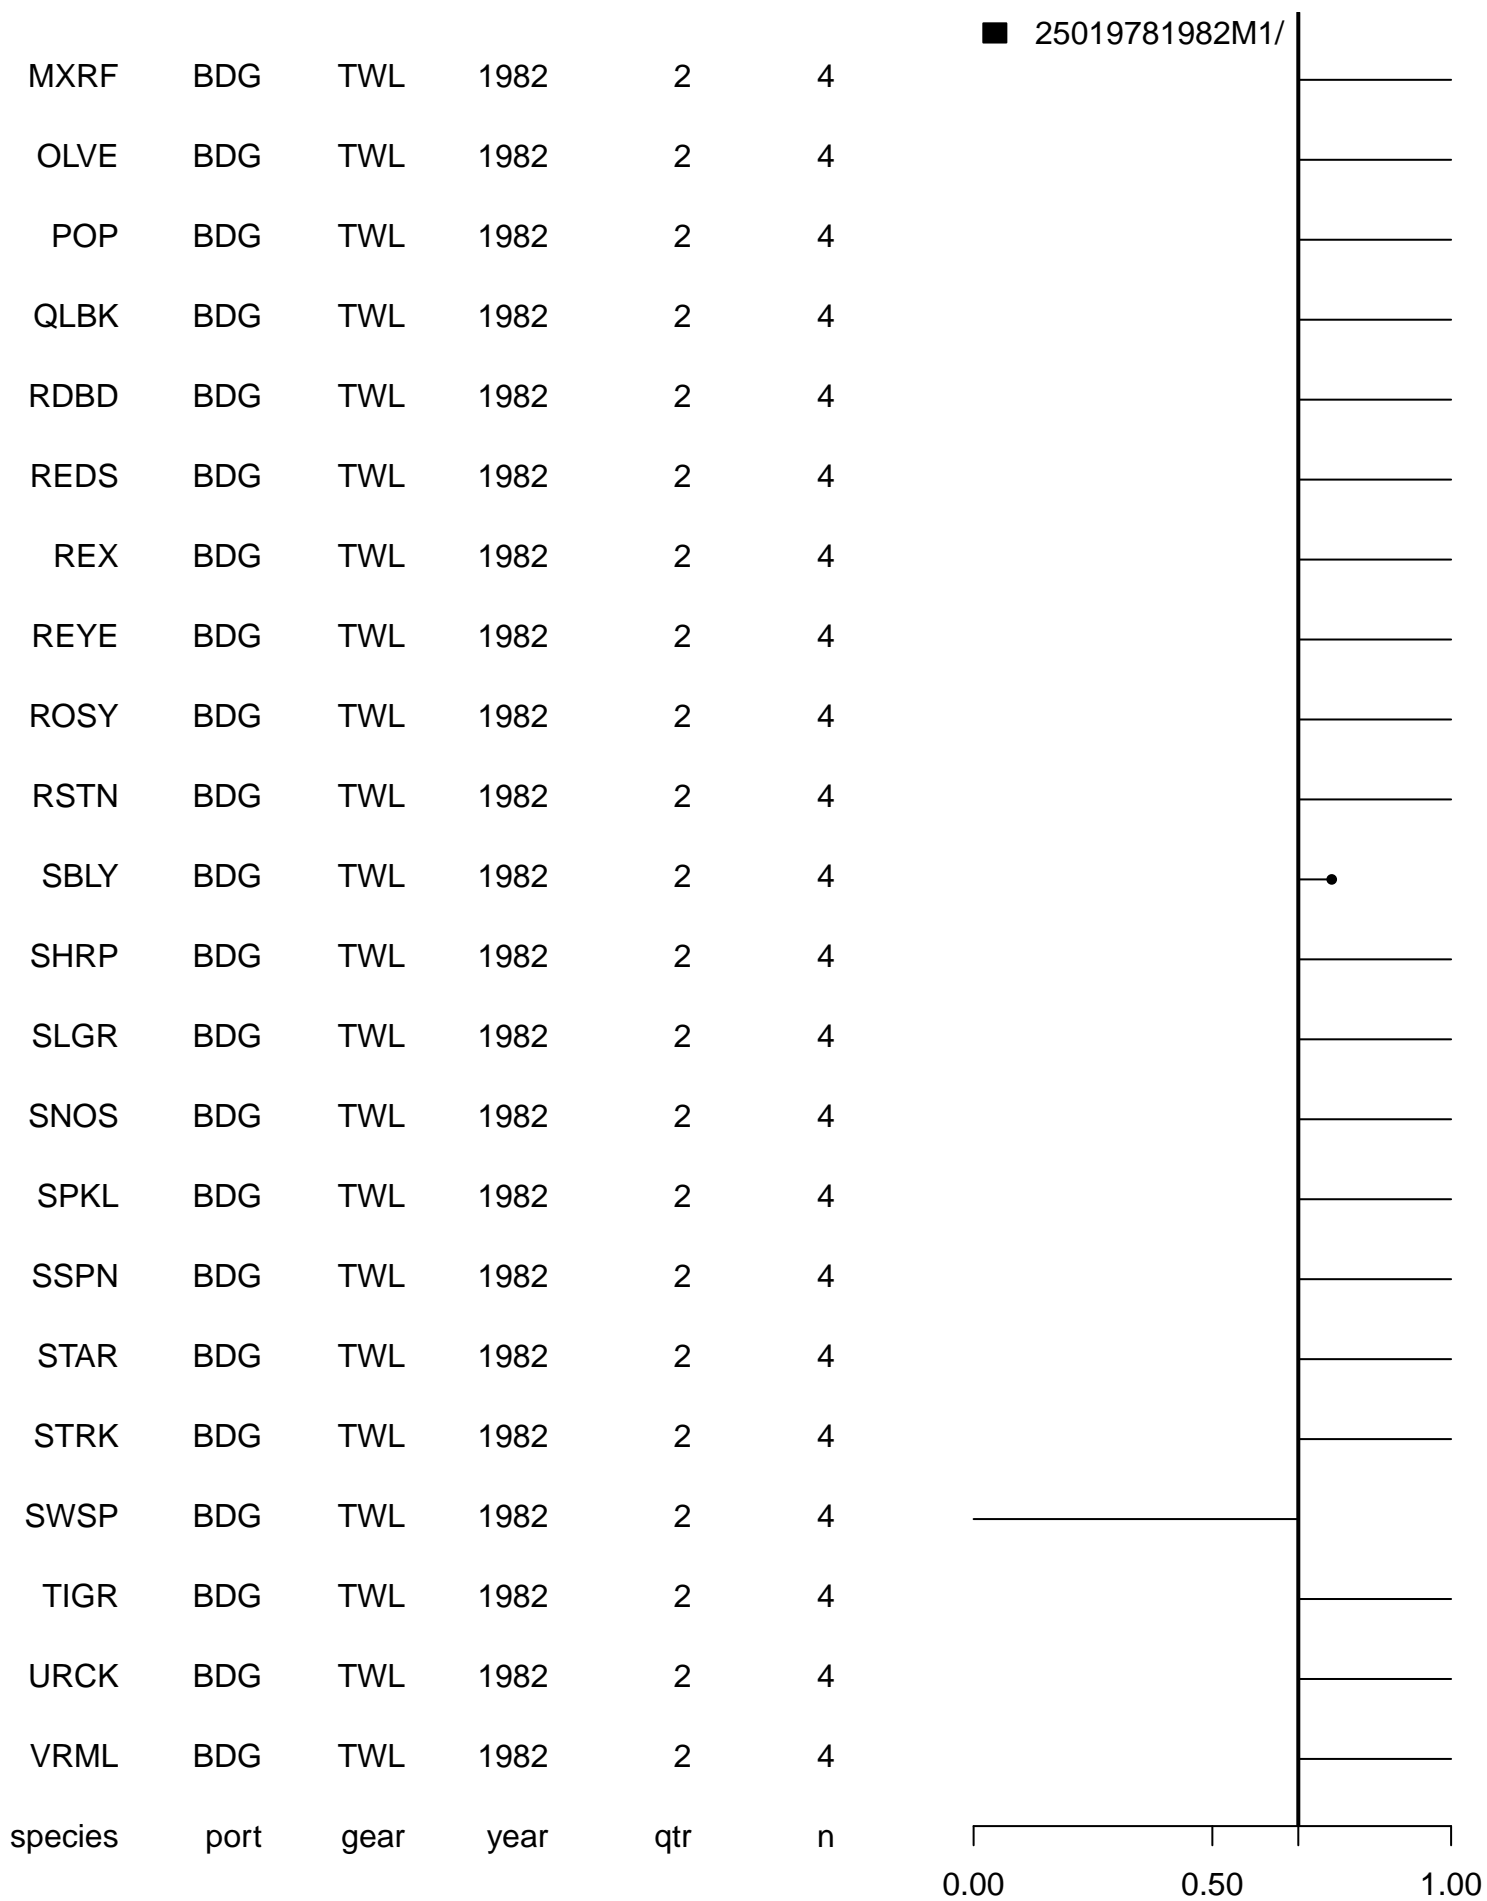 25019781982M1/
MXRF BDG TWL 1982 2 4
OLVE BDG TWL 1982 2 4
POP BDG TWL 1982 2 4
QLBK BDG TWL 1982 2 4
RDBD BDG TWL 1982 2 4
REDS BDG TWL 1982 2 4
REX BDG TWL 1982 2 4
REYE BDG TWL 1982 2 4
ROSY BDG TWL 1982 2 4
RSTN BDG TWL 1982 2 4
SBLY BDG TWL 1982 2 4
SHRP BDG TWL 1982 2 4
SLGR BDG TWL 1982 2 4
SNOS BDG TWL 1982 2 4
SPKL BDG TWL 1982 2 4
SSPN BDG TWL 1982 2 4
STAR BDG TWL 1982 2 4
STRK BDG TWL 1982 2 4
SWSP BDG TWL 1982 2 4
TIGR BDG TWL 1982 2 4
URCK BDG TWL 1982 2 4
VRML BDG TWL 1982 2 4
species port gear year qtr n
0.00 0.50 1.00